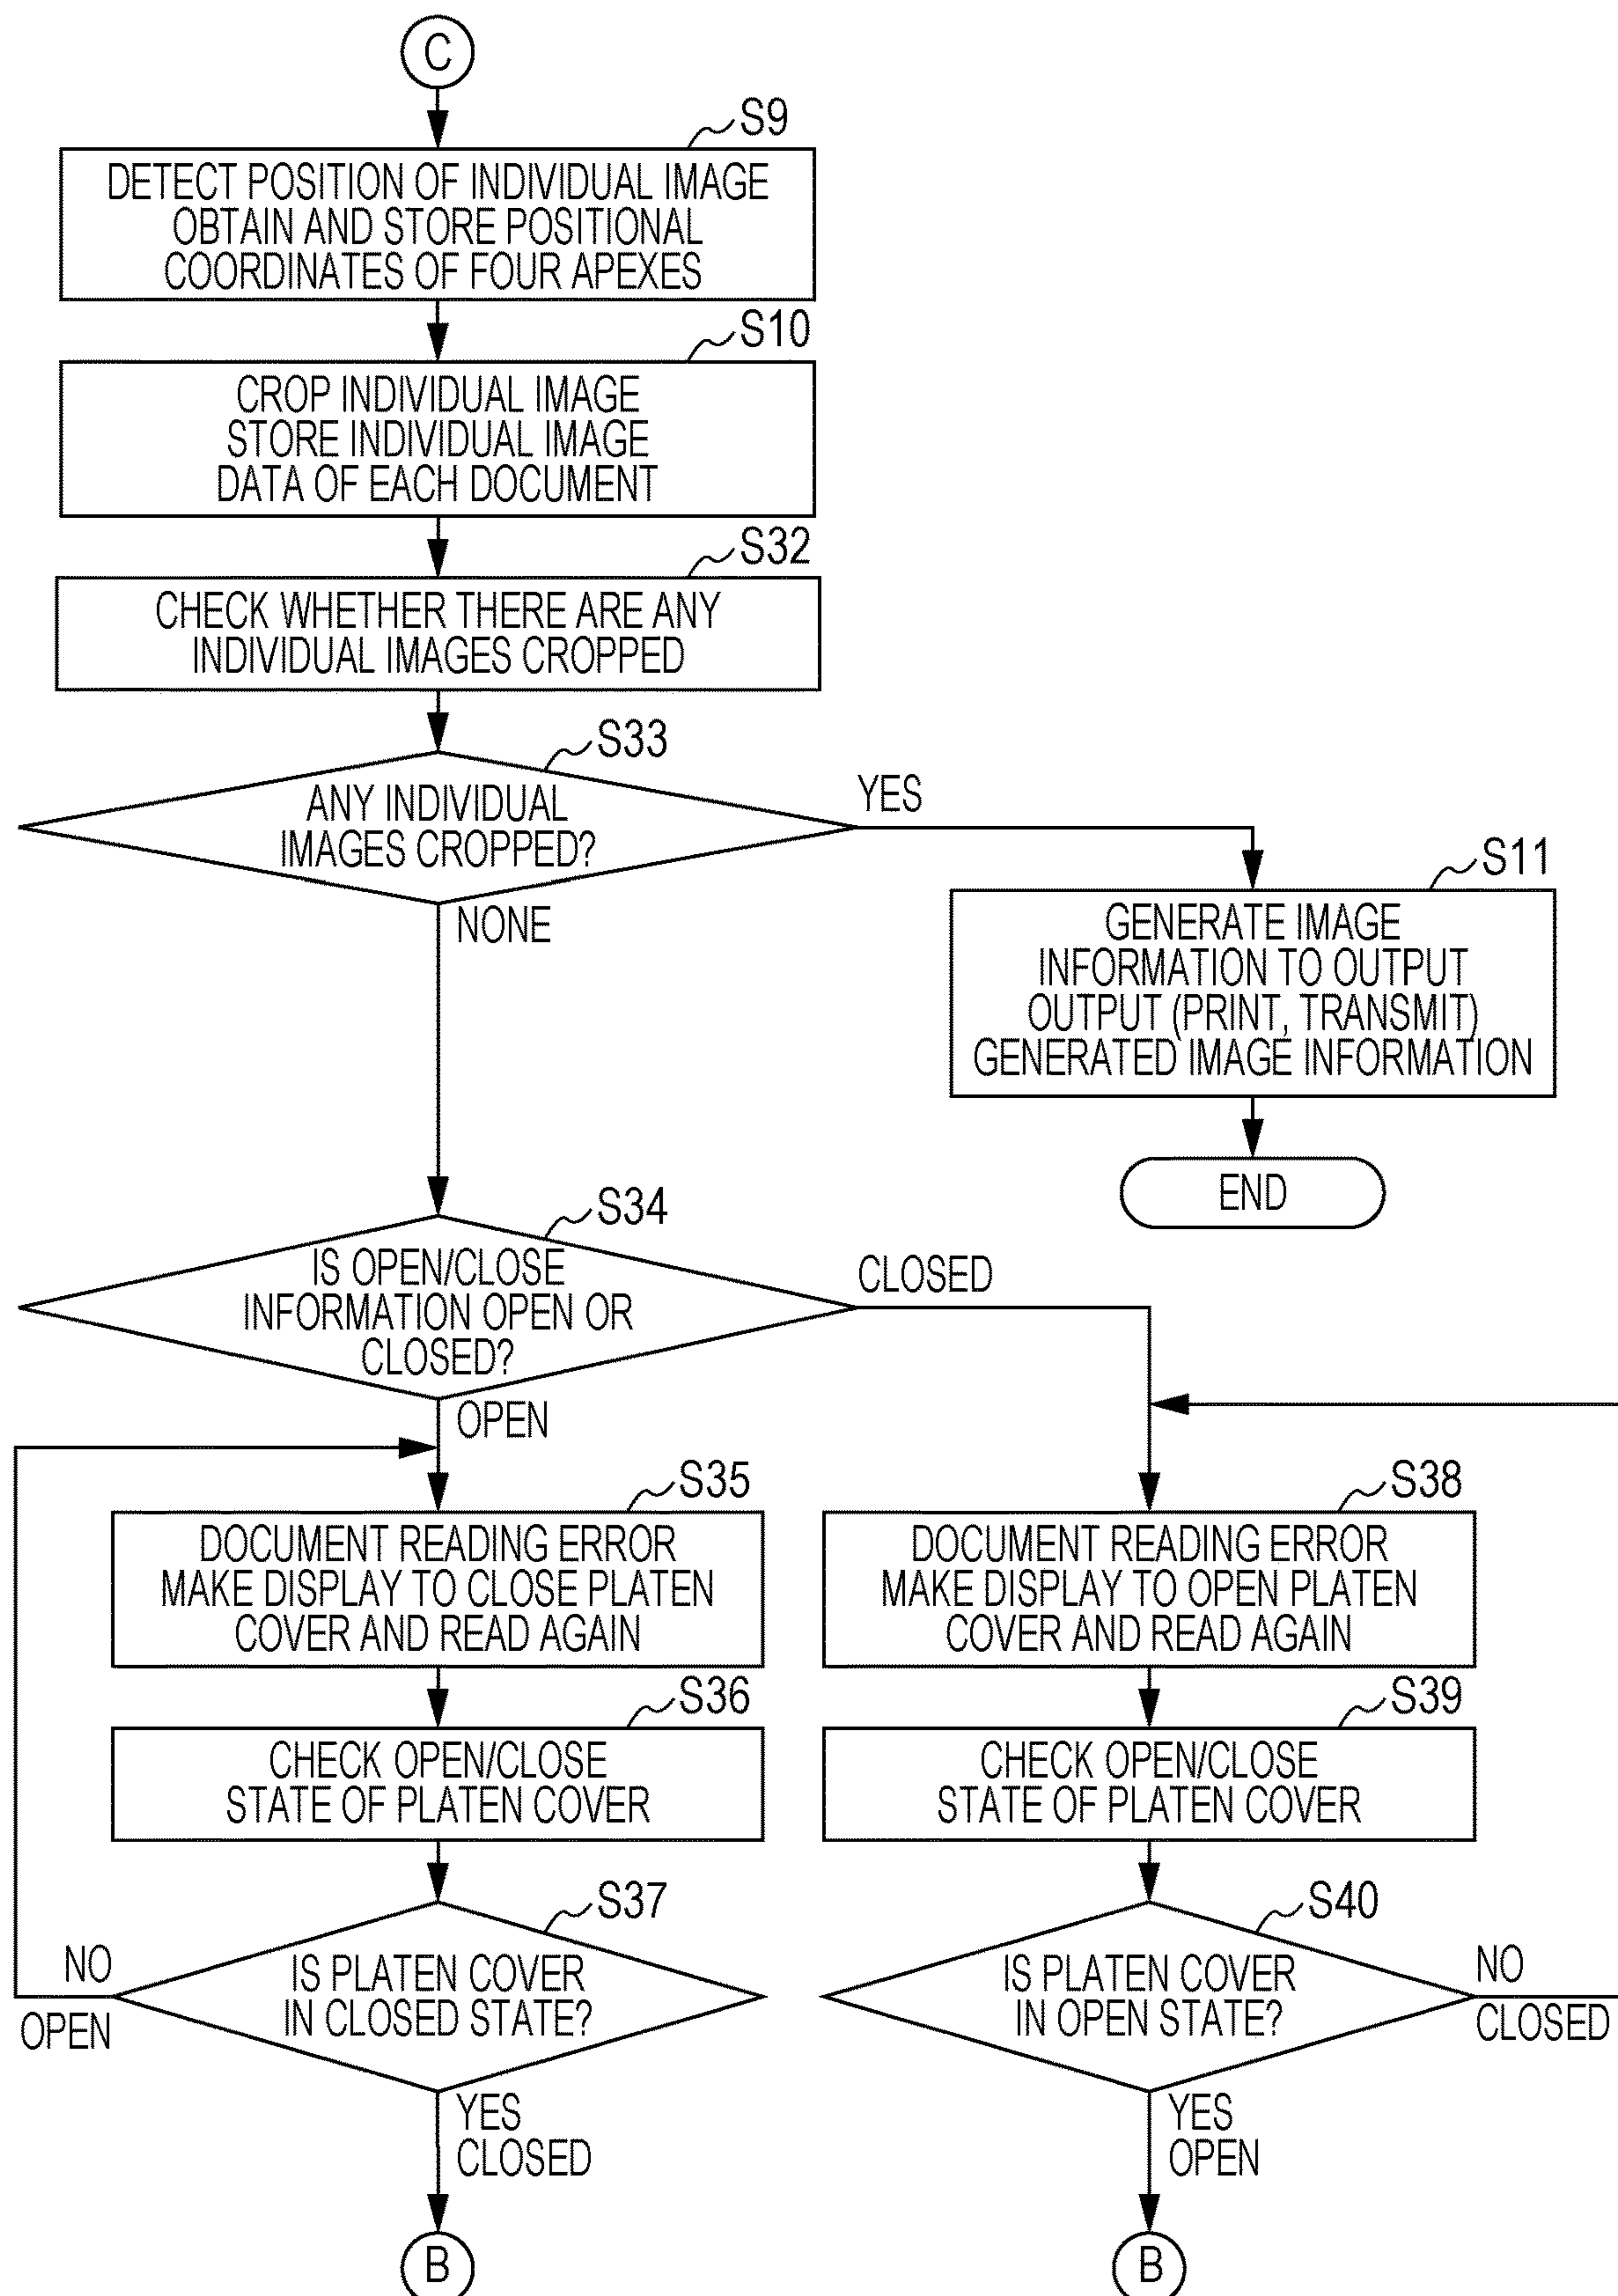 C
S9
DETECT POSITION OF INDIVIDUAL IMAGE
OBTAIN AND STORE POSITIONAL
COORDINATES OF FOUR APEXES
S10
CROP INDIVIDUAL IMAGE
STORE INDIVIDUAL IMAGE
DATA OF EACH DOCUMENT
S32
CHECK WHETHER THERE ARE ANY
INDIVIDUAL IMAGES CROPPED
S33
ANY INDIVIDUAL
IMAGES CROPPED?
YES
NONE
S11
GENERATE IMAGE
INFORMATION TO OUTPUT
OUTPUT (PRINT, TRANSMIT)
GENERATED IMAGE INFORMATION
END
S34
IS OPEN/CLOSE
INFORMATION OPEN OR
CLOSED?
CLOSED
OPEN
S35
DOCUMENT READING ERROR
MAKE DISPLAY TO CLOSE PLATEN
COVER AND READ AGAIN
S36
CHECK OPEN/CLOSE
STATE OF PLATEN COVER
S37
IS PLATEN COVER
IN CLOSED STATE?
NO
OPEN
YES
CLOSED
B
S38
DOCUMENT READING ERROR
MAKE DISPLAY TO OPEN PLATEN
COVER AND READ AGAIN
S39
CHECK OPEN/CLOSE
STATE OF PLATEN COVER
S40
IS PLATEN COVER
IN OPEN STATE?
NO
CLOSED
YES
OPEN
B